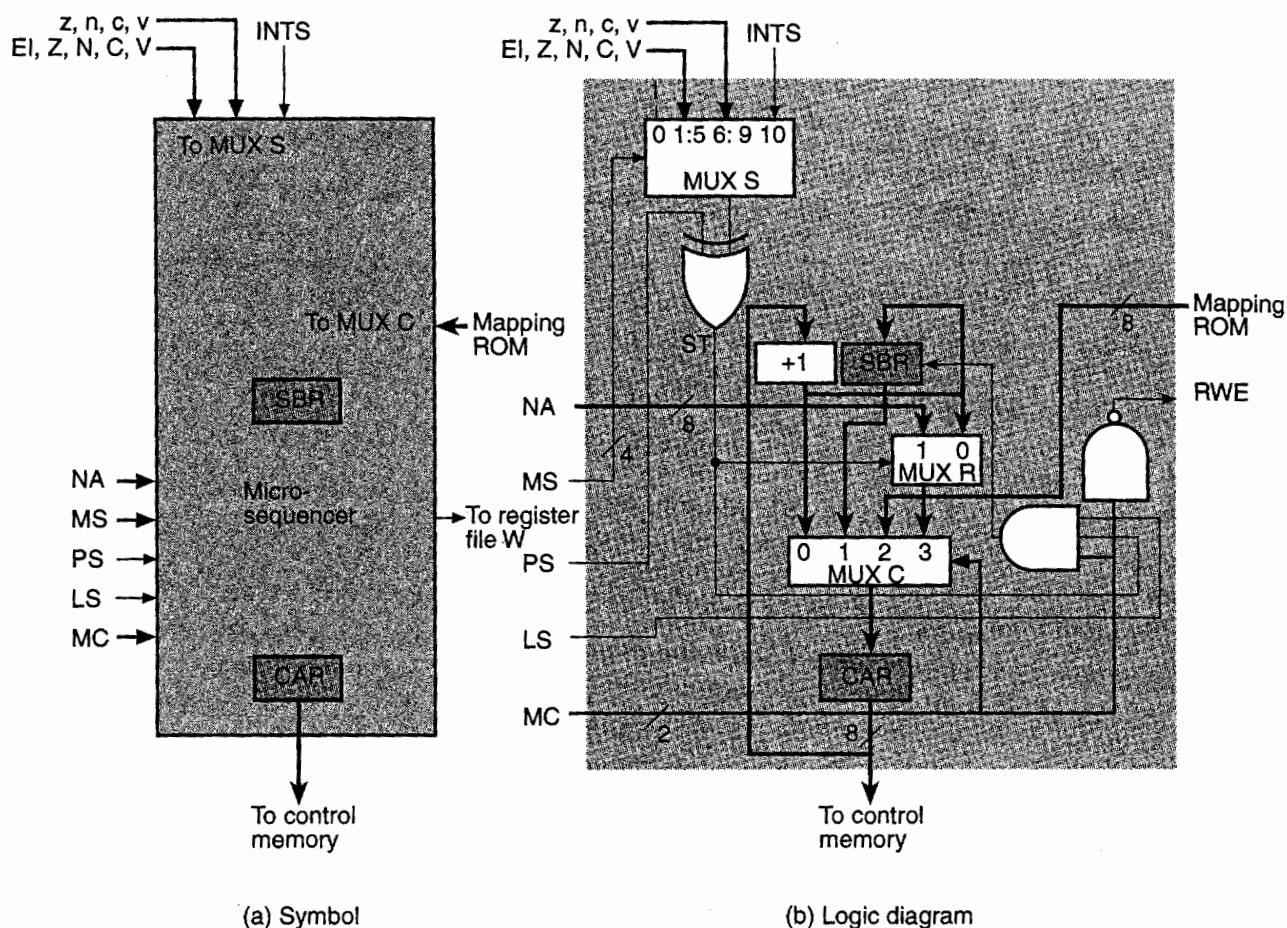 z, n, c, v
EI, Z, N, C, V
INTS
To MUX S
To MUX C
Mapping
ROM
SBR
NA
MS
PS
LS
MC
Micro-
sequencer
To register
file W
CAR
To control
memory
(a) Symbol
z, n, c, v
EI, Z, N, C, V
INTS
0 1:5 6: 9 10
MUX S
ST
+1
SBR
8
Mapping
ROM
RWE
NA
8
MS
4
1 0
MUX R
PS
0 1 2 3
MUX C
LS
CAR
MC
2
8
To control
memory
(b) Logic diagram